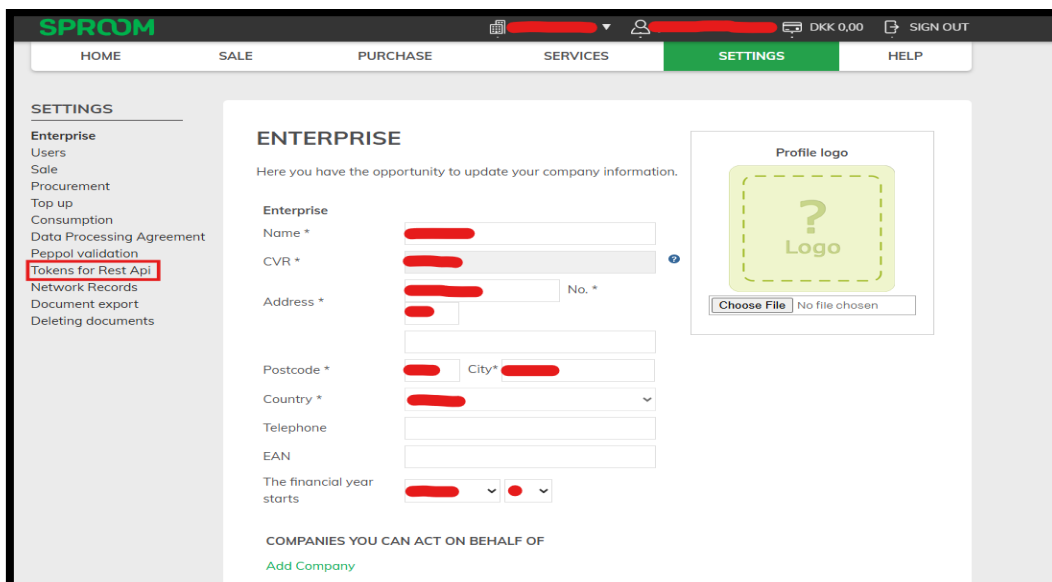 SPROOM
DKK 0,00 SIGN OUT
HOME SALE PURCHASE SERVICES SETTINGS HELP
SETTINGS
Enterprise
Users
Sale
Procurement
Top up
Consumption
Data Processing Agreement
Peppol validation
Tokens for Rest Api
Network Records
Document export
Deleting documents
ENTERPRISE
Here you have the opportunity to update your company information.
Enterprise
Name *
CVR *
?
Address *
No. *
Postcode *
City*
Country *
Telephone
EAN
The financial year
starts
COMPANIES YOU CAN ACT ON BEHALF OF
Add Company
Profile logo
?
Logo
Choose File No file chosen